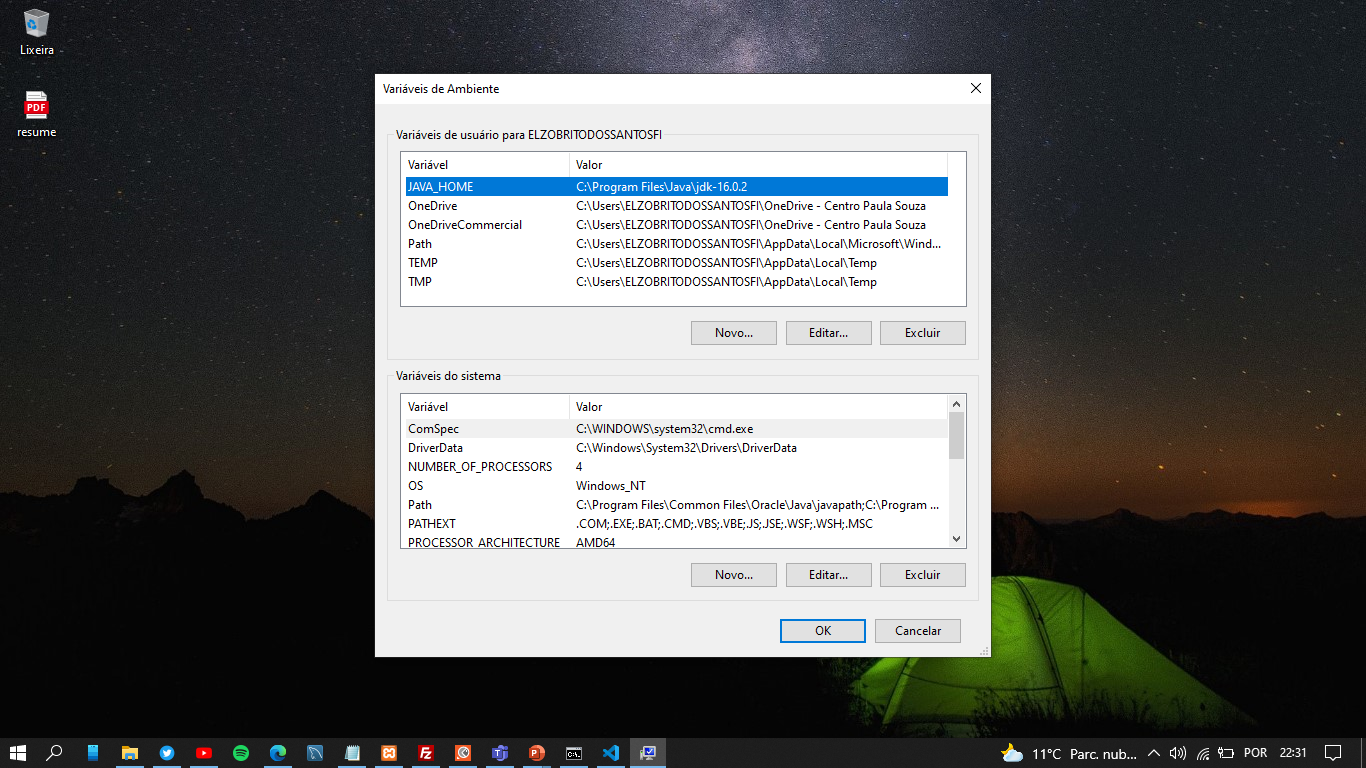 Lixeira
PDF
resume
Variáveis de Ambiente
Variáveis de usuário para ELZOBRITODOSSANTOSFI
Variável Valor
JAVA_HOME C:\Program Files\Java\jdk-16.0.2
OneDrive C:\Users\ELZOBRITODOSSANTOSFI\OneDrive - Centro Paula Souza
OneDriveCommercial C:\Users\ELZOBRITODOSSANTOSFI\OneDrive - Centro Paula Souza
Path C:\Users\ELZOBRITODOSSANTOSFI\AppData\Local\Microsoft\Wind...
TEMP C:\Users\ELZOBRITODOSSANTOSFI\AppData\Local\Temp
TMP C:\Users\ELZOBRITODOSSANTOSFI\AppData\Local\Temp
Novo... Editar... Excluir
Variáveis do sistema
Variável Valor
ComSpec C:\WINDOWS\system32\cmd.exe
DriverData C:\Windows\System32\Drivers\DriverData
NUMBER_OF_PROCESSORS 4
OS Windows_NT
Path C:\Program Files\Common Files\Oracle\Java\javapath;C:\Program ...
PATHEXT .COM;.EXE;.BAT;.CMD;.VBS;.VBE;.JS;.JSE;.WSF;.WSH;.MSC
PROCESSOR_ARCHITECTURE AMD64
Novo... Editar... Excluir
OK Cancelar
11°C Parc. nub... POR 22:31